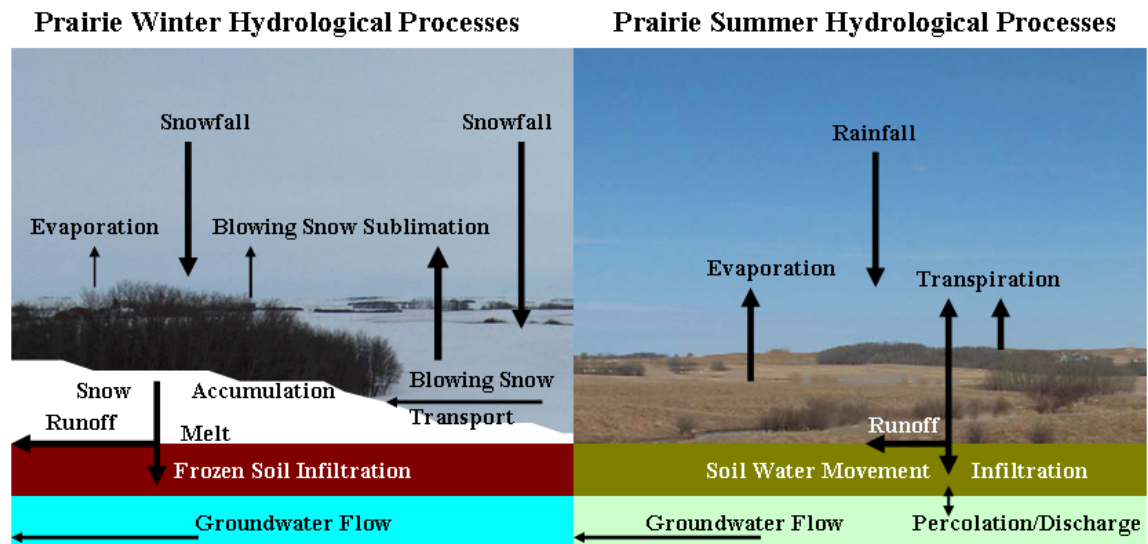 Prairie Winter Hydrological Processes
Snowfall
Snowfall
Evaporation
Blowing Snow Sublimation
Blowing Snow
Transport
Snow Accumulation
Runoff
Melt
Frozen Soil Infiltration
Groundwater Flow
Prairie Summer Hydrological Processes
Rainfall
Evaporation
Transpiration
Runoff
Soil Water Movement
Infiltration
Groundwater Flow
Percolation/Discharge